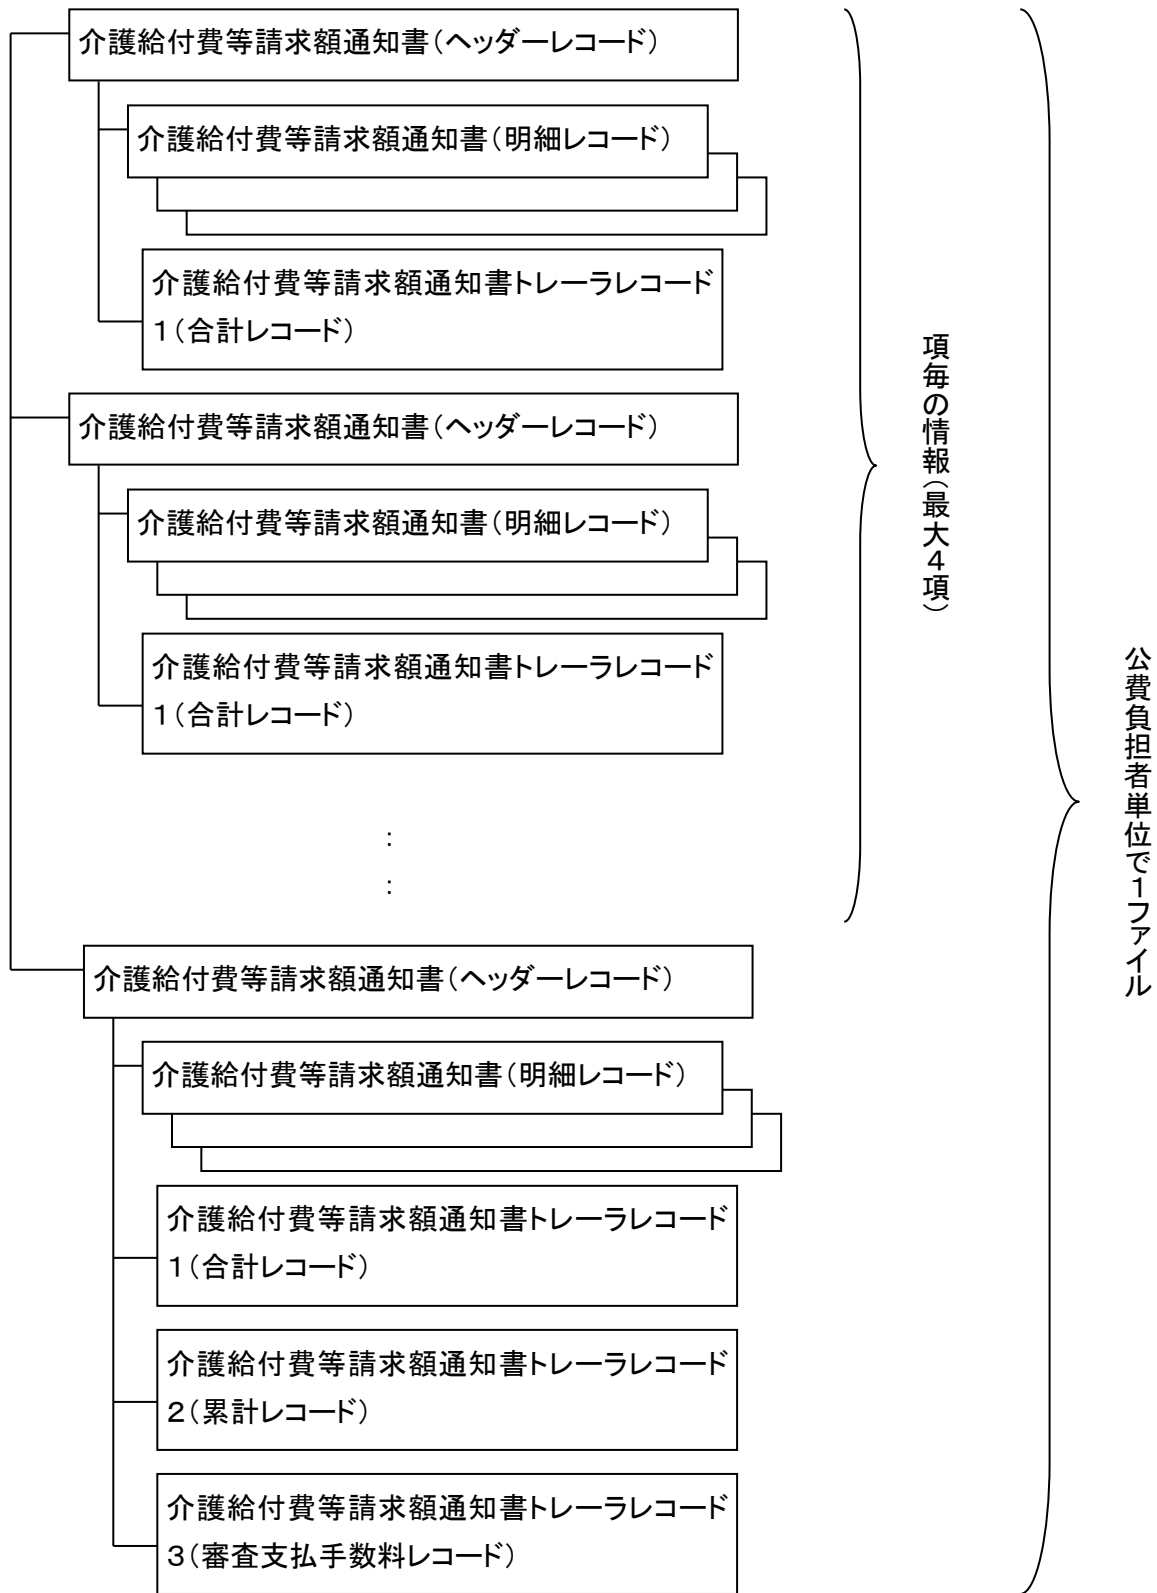 介護給付費等請求額通知書（ヘッダーレコード）
介護給付費等請求額通知書（明細レコード）
介護給付費等請求額通知書トレーラレコード
１（合計レコード）
介護給付費等請求額通知書（ヘッダーレコード）
介護給付費等請求額通知書（明細レコード）
介護給付費等請求額通知書トレーラレコード
１（合計レコード）
：
：
介護給付費等請求額通知書（ヘッダーレコード）
介護給付費等請求額通知書（明細レコード）
介護給付費等請求額通知書トレーラレコード
１（合計レコード）
介護給付費等請求額通知書トレーラレコード
２（累計レコード）
介護給付費等請求額通知書トレーラレコード
３（審査支払手数料レコード）
項毎の情報（最大４項）
公費負担者単位で１ファイル